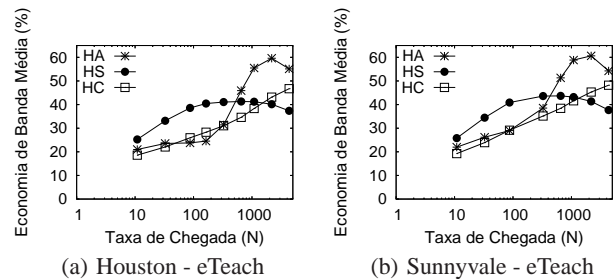 Economia de Banda Média (%)
60
50
40
30
20
10
0
HA
HS
HC
1
10
100
1000
Taxa de Chegada (N)
(a) Houston - eTeach
Economia de Banda Média (%)
60
50
40
30
20
10
0
HA
HS
HC
1
10
100
1000
Taxa de Chegada (N)
(b) Sunnyvale - eTeach